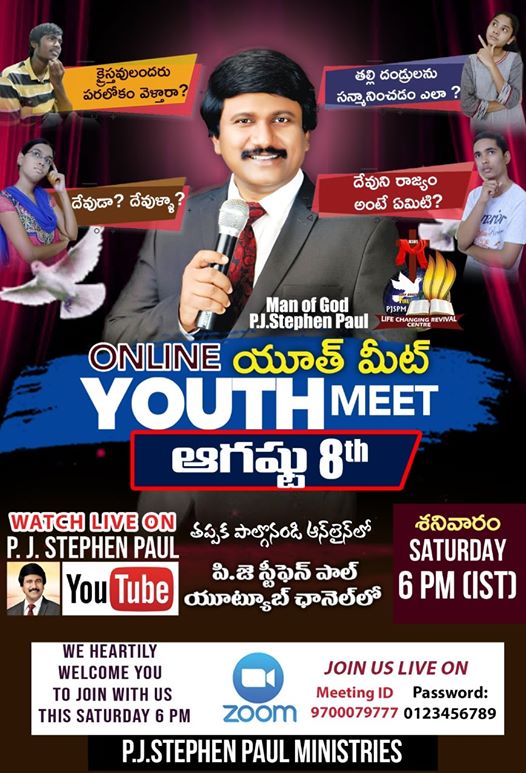 క్రైస్తవులందరు
పరలోకం వెళ్తారా?
తల్లి దండ్రులను
సన్మానించడం ఎలా ?
దేవుడా? దేవుళ్ళా?
దేవుని రాజ్యం
అంటే ఏమిటి?
Man of God
P.J.Stephen Paul
PJSPM
LIFE CHANGING REVIVAL
CENTRE
ONLINE యూత్ మీట్
YOUTH MEET
ఆగష్టు 8th
WATCH LIVE ON
P. J. STEPHEN PAUL
YouTube
తప్పక పాల్గొనండి ఆన్‌లైన్‌లో
పి.జె స్టీఫెన్ పాల్
యూట్యూబ్ ఛానెల్‌లో
శనివారం
SATURDAY
6 PM (IST)
WE HEARTILY
WELCOME YOU
TO JOIN WITH US
THIS SATURDAY 6 PM
zoom
JOIN US LIVE ON
Meeting ID Password:
9700079777 0123456789
P.J.STEPHEN PAUL MINISTRIES